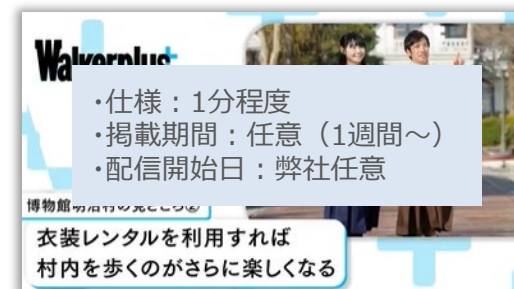 Walkerplus
・仕様：1分程度
・掲載期間：任意（1週間～）
・配信開始日：弊社任意
博物館明治村の見どころ②
衣装レンタルを利用すれば
村内を歩くのがさらに楽しくなる